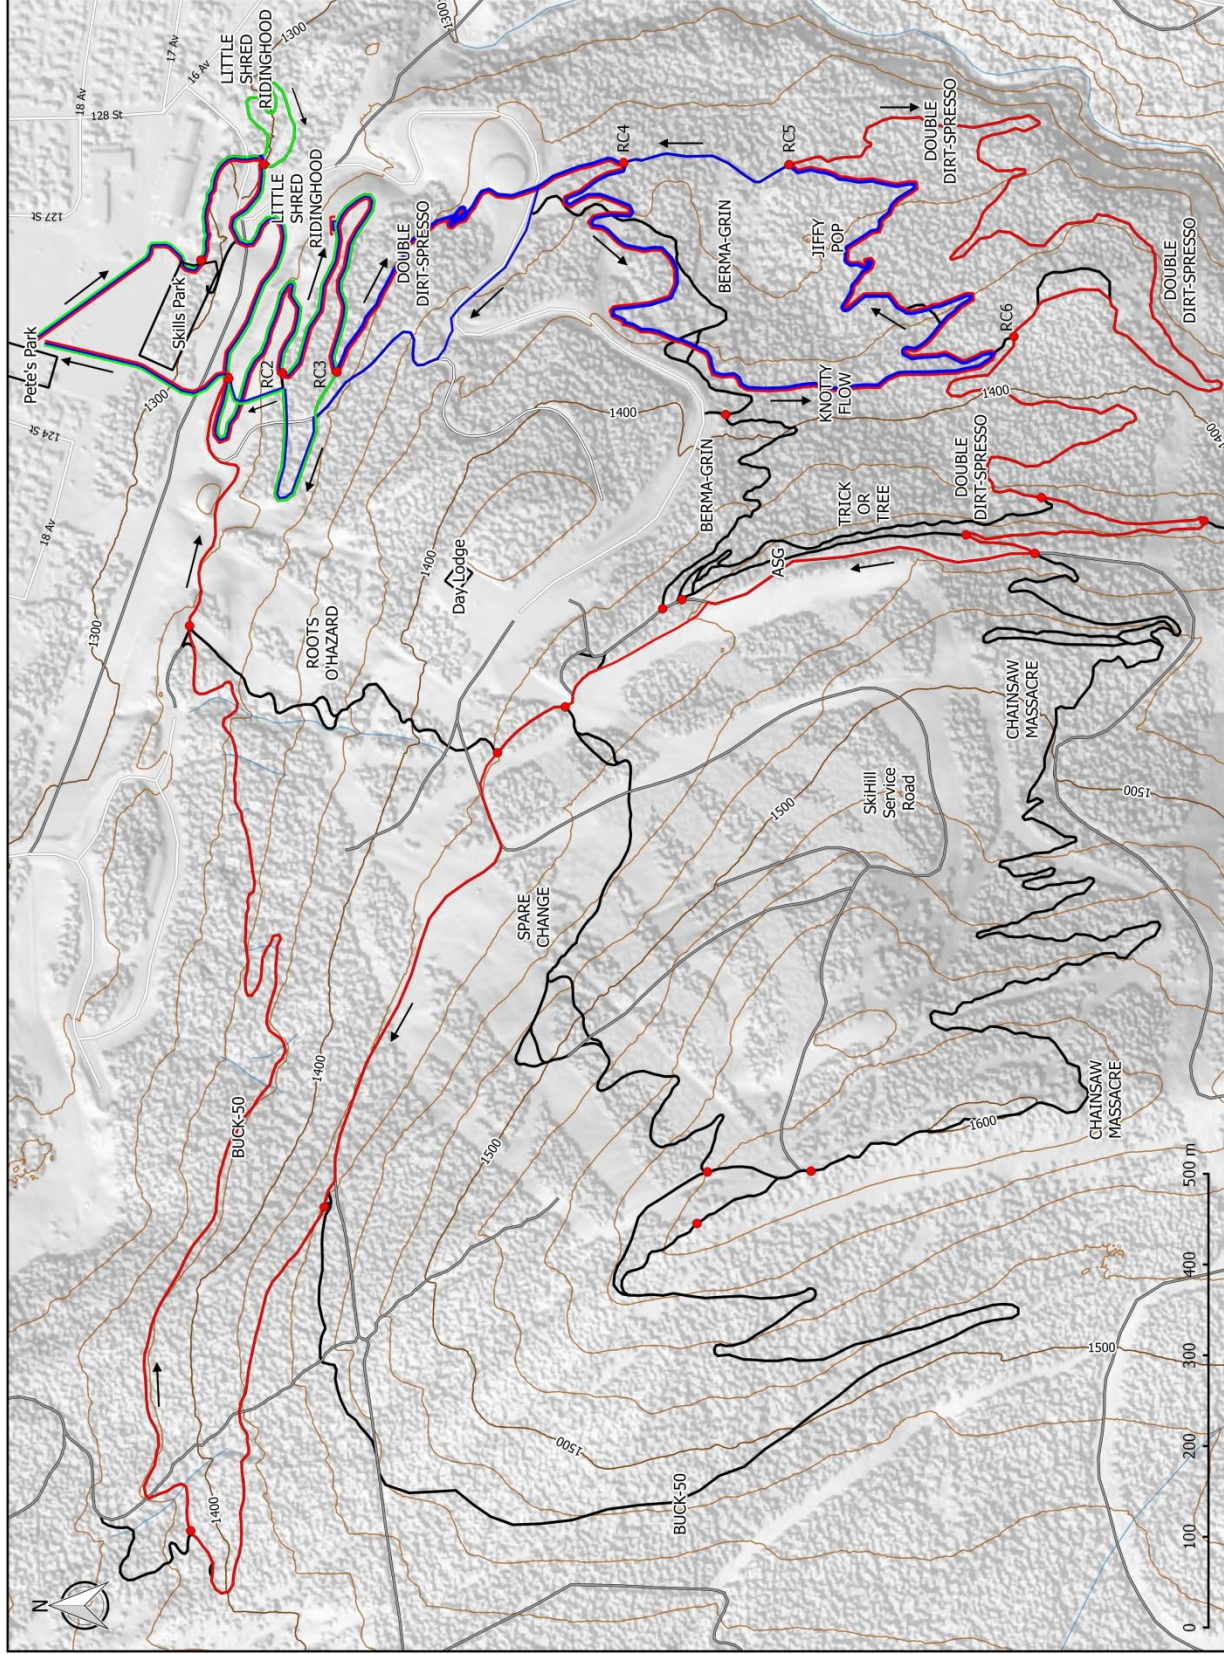 N
Pete's Park
124 St
18 Av
127 St
18 Av
128 St
17 Av
16 Av
1300
1300
1300
1300
1300
Skills Park
LITTLE
SHRED
RIDINGHOOD
LITTLE
SHRED
RIDINGHOOD
RC2
RC3
DOUBLE
DIRT-SPRESSO
BUCK-50
1400
1400
ROOTS
O'HAZARD
1400
Day Lodge
1500
SPARE
CHANGE
1500
1400
RC4
BUCK-50
BERMA-GRIN
BERMA-GRIN
ASG
1500
RC5
JIFFY
POP
KNOTTY
FLOW
TRICK
OR
TREE
SkiHill
Service
Road
DOUBLE
DIRT-SPRESSO
DOUBLE
DIRT-SPRESSO
1400
RC6
1600
CHAINSAW
MASSACRE
CHAINSAW
MASSACRE
1500
1500
DOUBLE
DIRT-SPRESSO
1400
0
100
200
300
400
500 m